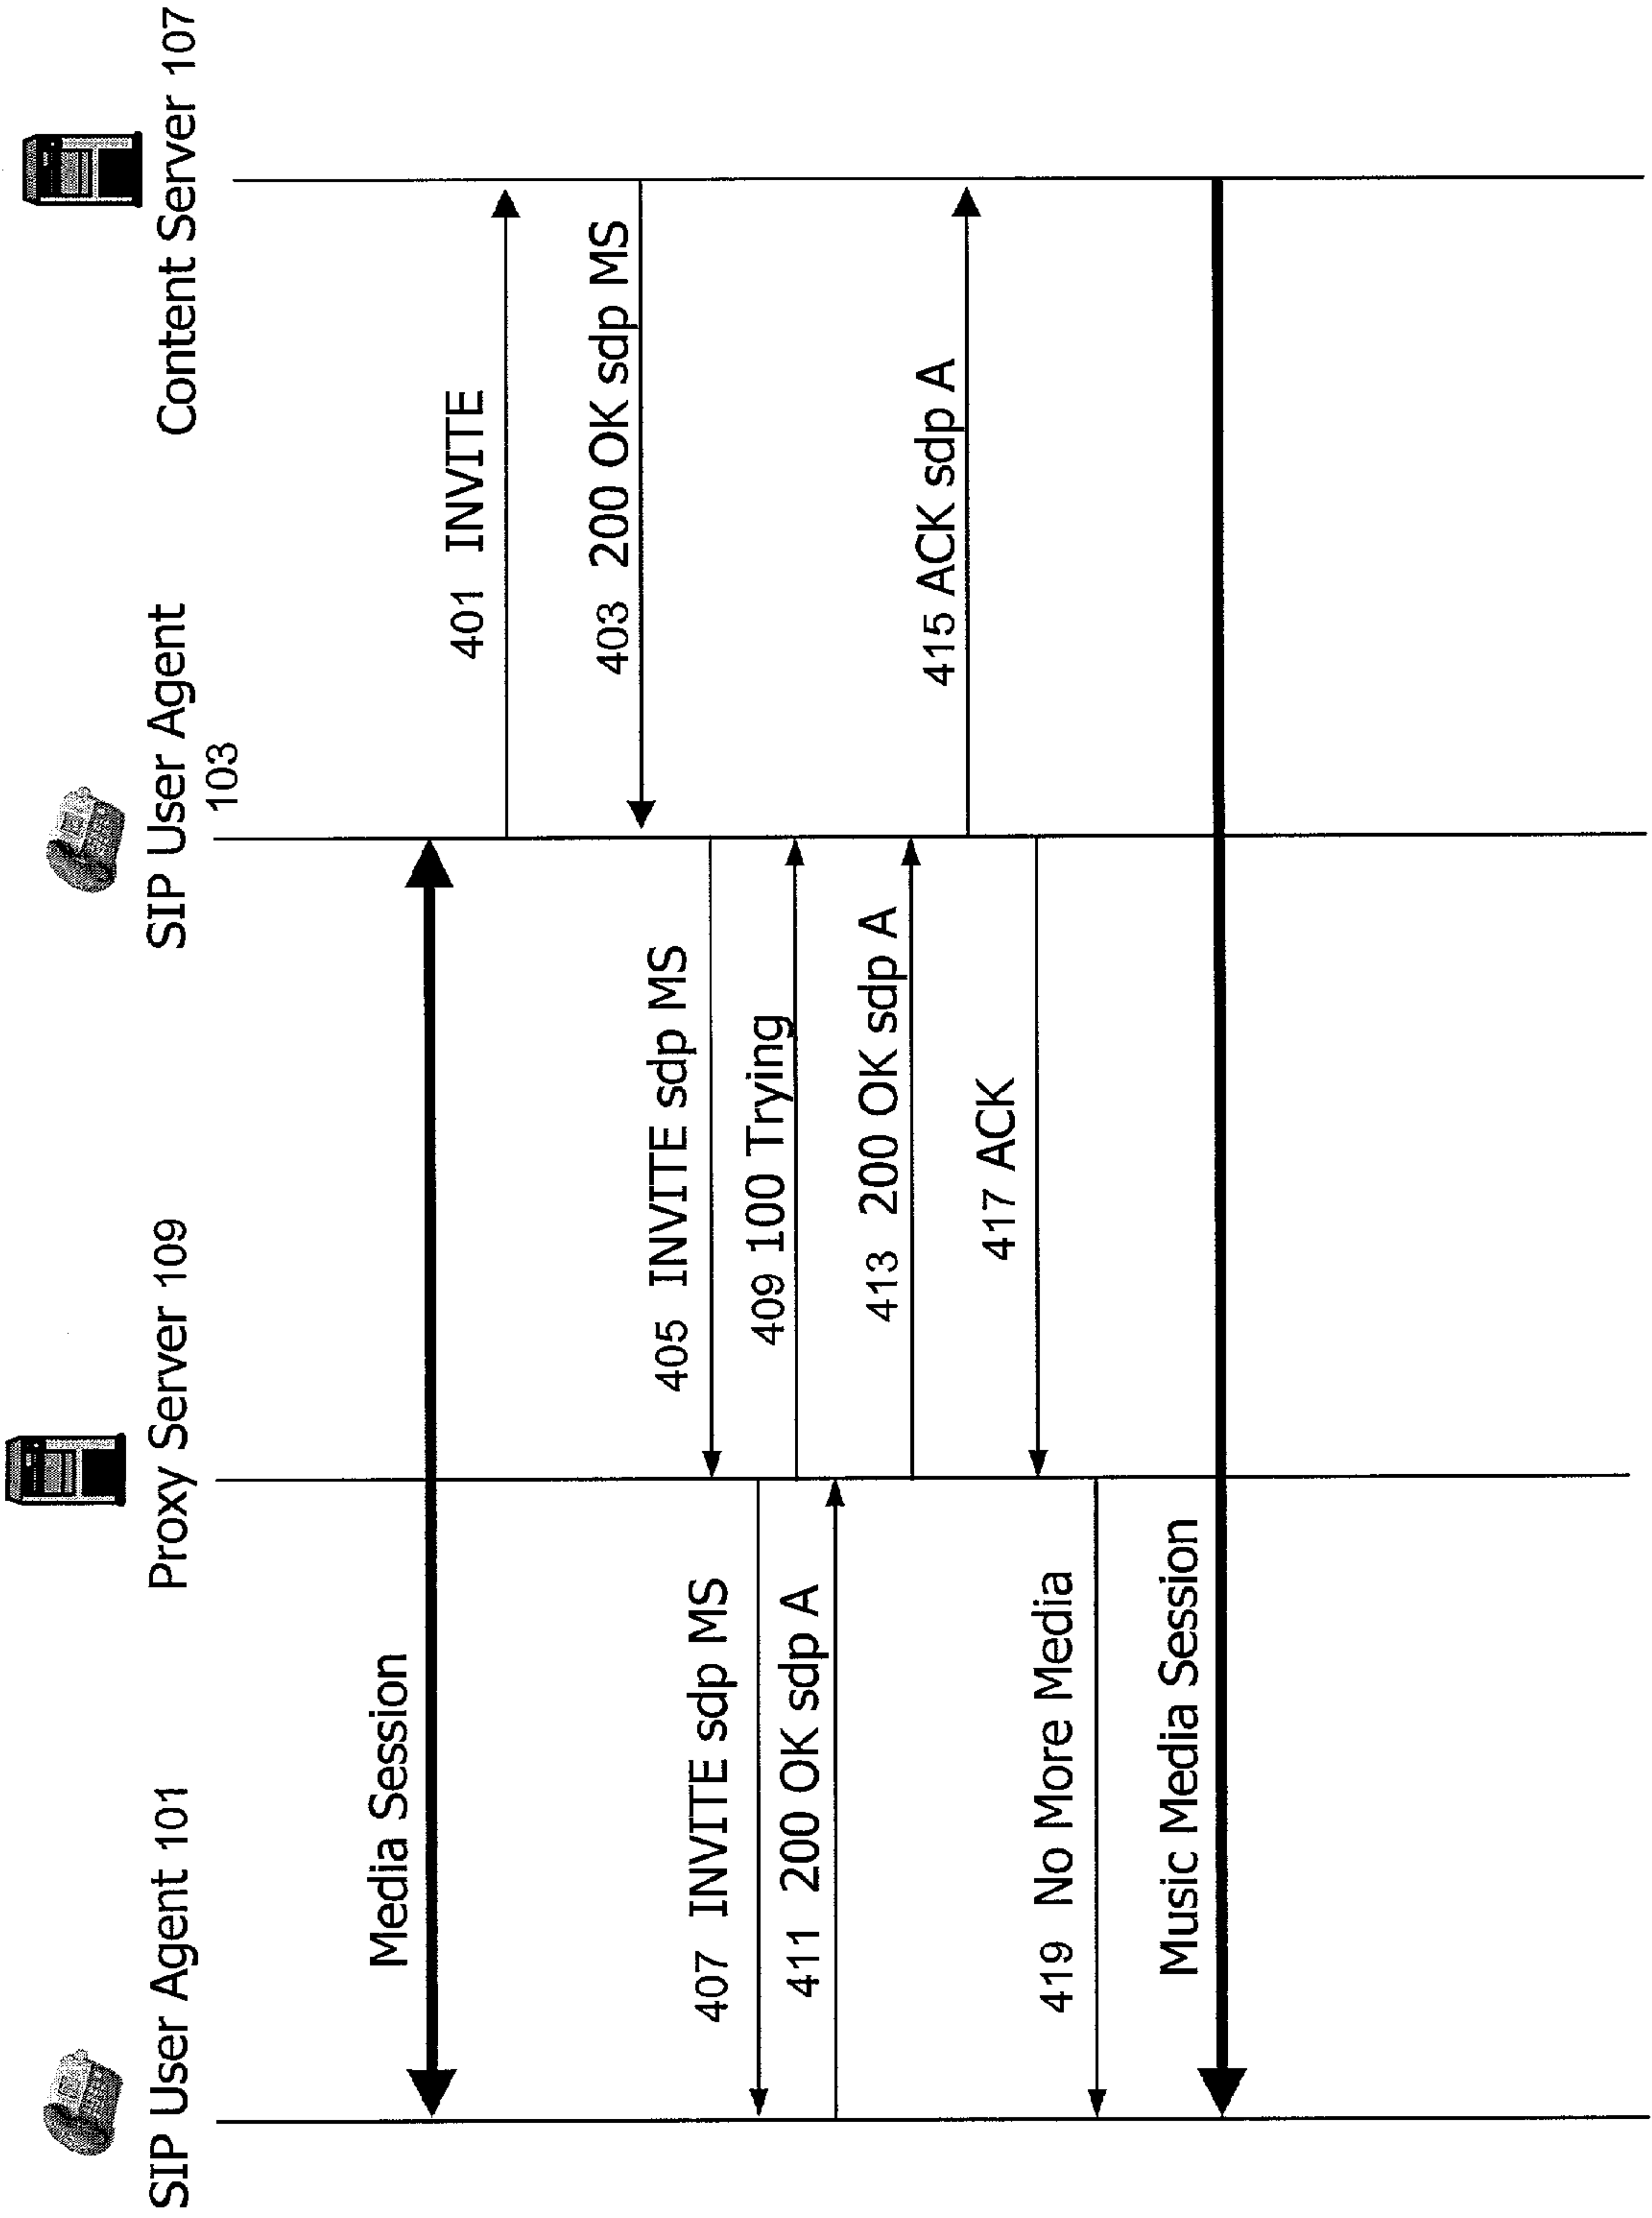 SIP User Agent 101
Proxy Server 109
SIP User Agent
103
Content Server 107
Media Session
401 INVITE
403 200 OK sdp MS
405 INVITE sdp MS
407 INVITE sdp MS
409 100 Trying
411 200 OK sdp A
413 200 OK sdp A
415 ACK sdp A
417 ACK
419 No More Media
Music Media Session